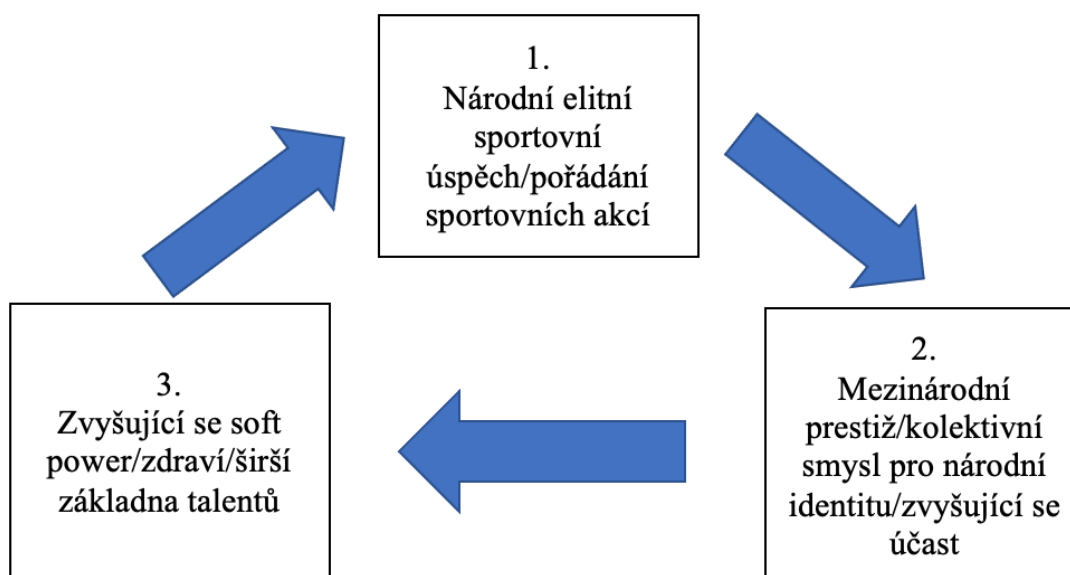 1.
Národní elitní
sportovní
úspěch/pořádání
sportovních akcí
2.
Mezinárodní
prestiž/kolektivní
smysl pro národní
identitu/zvyšující se
účast
3.
Zvyšující se soft
power/zdraví/širší
základna talentů